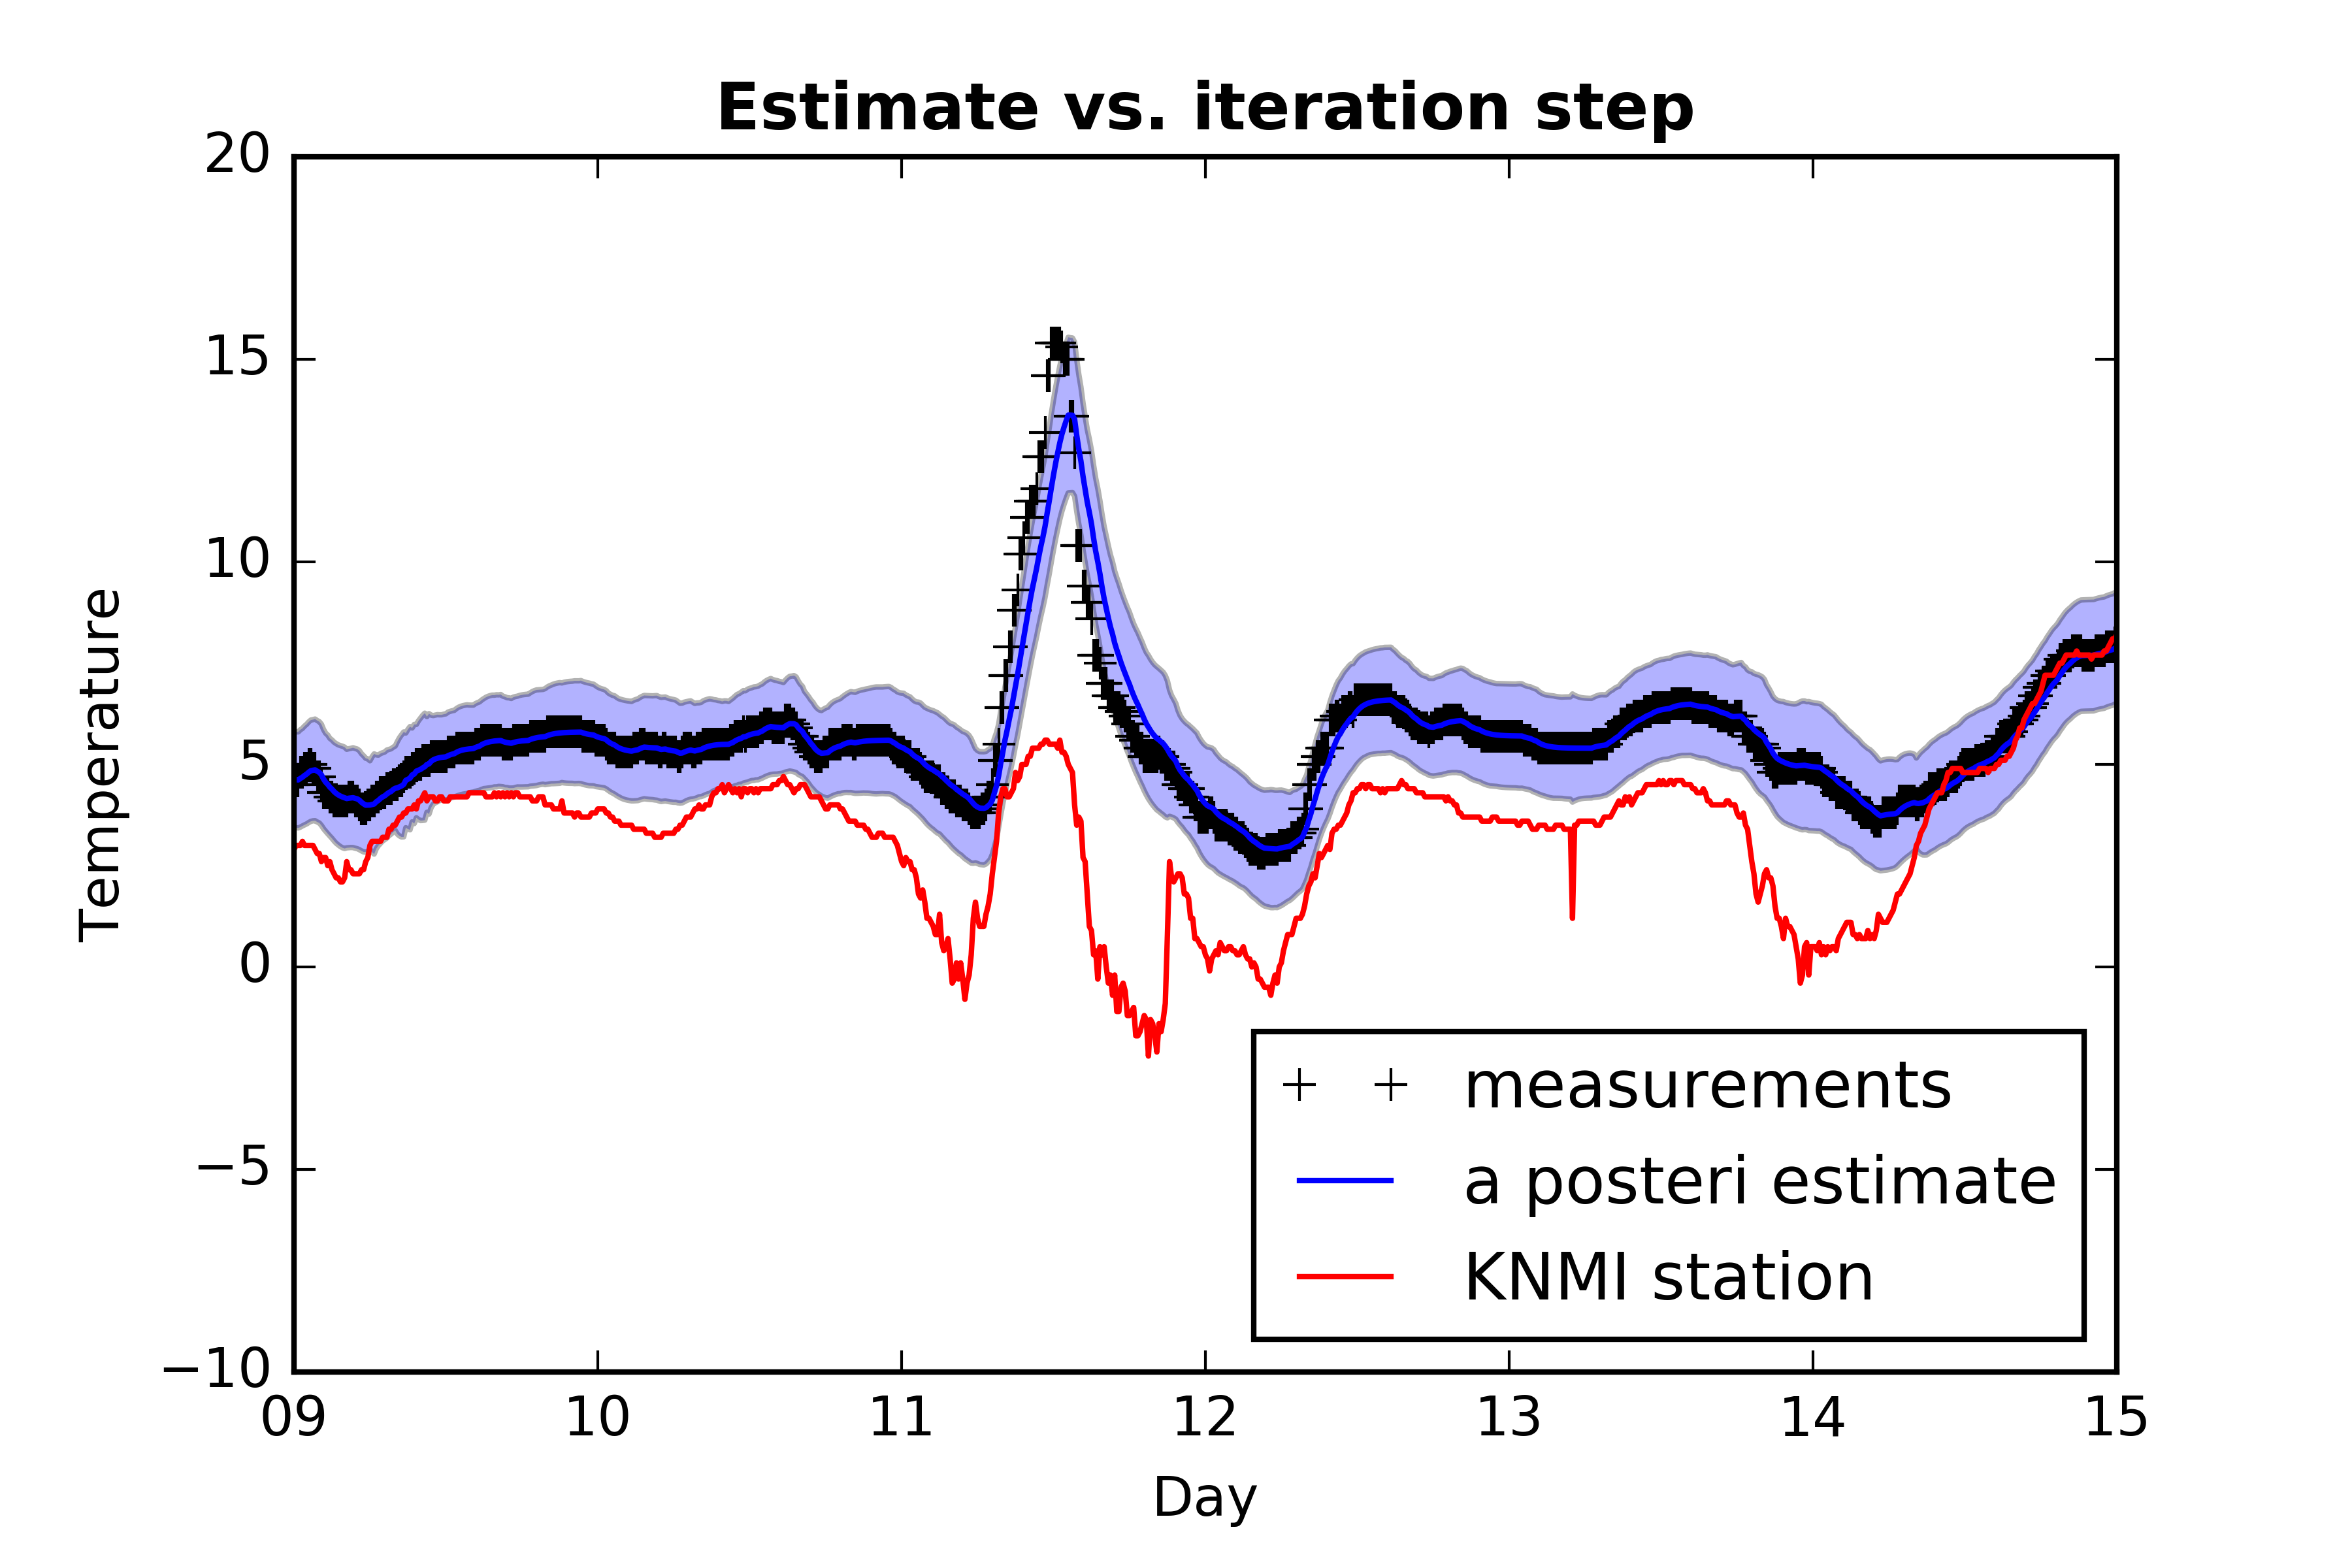 Estimate vs. iteration step
20
15
10
5
0
−5
−10
Temperature
09 10 11 12 13 14 15
Day
measurements
a posteri estimate
KNMI station